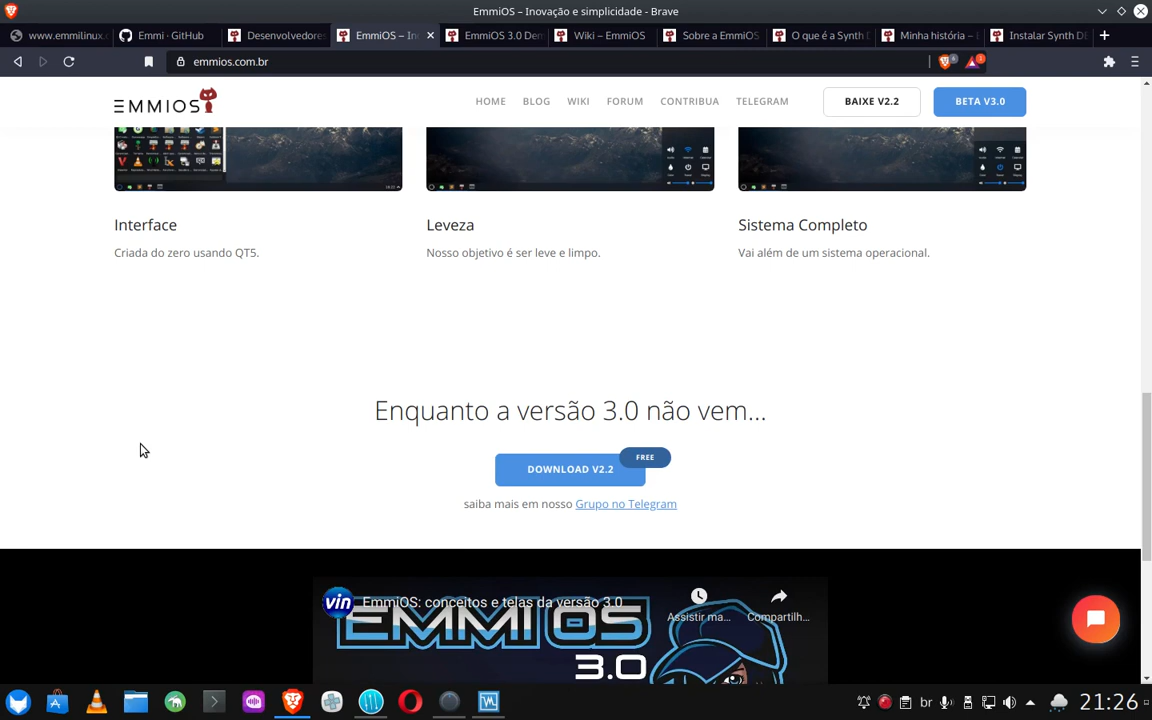 EmmiOS – Inovação e simplicidade - Brave
www.emmilinux.
Emmi · GitHub
Desenvolvedores
EmmiOS – In
EmmiOS 3.0 Dem
Wiki – EmmiOS
Sobre a EmmiOS
O que é a Synth
Minha história –
Instalar Synth DE
emmios.com.br
EMMIOS
HOME
BLOG
WIKI
FORUM
CONTRIBUA
TELEGRAM
BAIXE V2.2
BETA V3.0
Interface
Leveza
Sistema Completo
Criada do zero usando QT5.
Nosso objetivo é ser leve e limpo.
Vai além de um sistema operacional.
Enquanto a versão 3.0 não vem...
FREE
DOWNLOAD V2.2
saiba mais em nosso Grupo no Telegram
vin
EmmiOS: conceitos e telas da versão 3.0
Assistir ma...
Compartilh...
EMMI OS
3.0
br
21:26